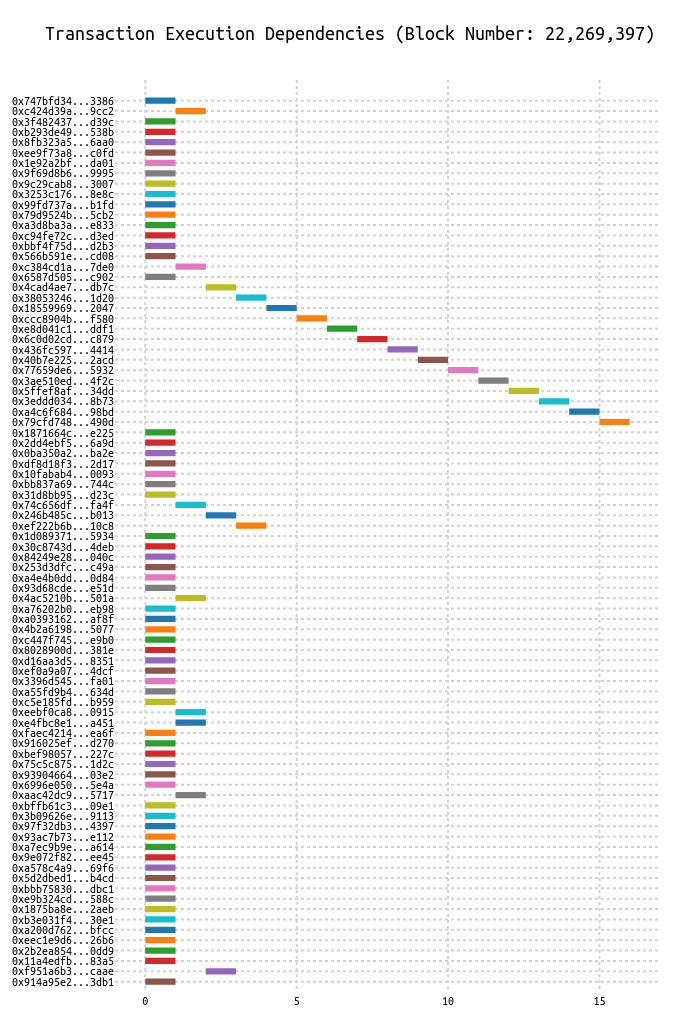 Transaction Execution Dependencies (Block Number: 22,269,397)
0x747bfd34...3386
0xc424d39a...9cc2
0x3f482437...d39c
0xb293de49...538b
0x8fb323a5...6aa0
0xee9f73a8...c0fd
0x1e92a2bf...da01
0x9f69d8b6...9995
0x9c29cab8...3007
0x3253c176...8e8c
0x99fd737a...b1fd
0x79d9524b...5cb2
0xa3d8ba3a...e833
0xc94fe72c...d3ed
0xbbf4f75d...d2b3
0x566b591e...cd08
0xc384cd1a...7de0
0x6587d505...c902
0x4cad4ae7...db7c
0x38053246...1d20
0x18559969...2047
0xccc8904b...f580
0xe8d041c1...ddf1
0x6c0d02cd...c879
0x436fc597...4414
0x40b7e225...2acd
0x77659de6...5932
0x3ae510ed...4f2c
0x5ffef8af...34dd
0x3eddd034...8b73
0xa4c6f684...98bd
0x79cfd748...490d
0x1871664c...e225
0x2dd4ebf5...6a9d
0x0ba350a2...ba2e
0xdf8d18f3...2d17
0x10fabab4...0093
0xbb837a69...744c
0x31d8bb95...d23c
0x74c656df...fa4f
0x246b485c...b013
0xef222b6b...10c8
0x1d089371...5934
0x30c8743d...4deb
0x84249e28...040c
0x253d3dfc...c49a
0xa4e4b0dd...0d84
0x93d68cde...e51d
0x4ac5210b...501a
0xa76202b0...eb98
0xa0393162...af8f
0x4b2a6198...5077
0xc447f745...e9b0
0x8028900d...381e
0xd16aa3d5...8351
0xef0a9a07...4dcf
0x3396d545...fa01
0xa55fd9b4...634d
0xc5e185fd...b959
0xeebf0ca8...0915
0xe4fbc8e1...a451
0xfaec4214...ea6f
0x916025ef...d270
0xbef98057...227c
0x75c5c875...1d2c
0x93904664...03e2
0x6996e050...5e4a
0xaac42dc9...5717
0xbffb61c3...09e1
0x3b09626e...9113
0x97f32db3...4397
0x93ac7b73...e112
0xa7ec9b9e...a614
0x9e072f82...ee45
0xa578c4a9...69f6
0x5d2dbed1...b4cd
0xbbb75830...dbc1
0xe9b324cd...588c
0x1875ba8e...2aeb
0xb3e031f4...30e1
0xa200d762...bfcc
0xeec1e9d6...26b6
0x2b2ea854...0dd9
0x11a4edfb...83a5
0xf951a6b3...caae
0x914a95e2...3db1
0 5 10 15